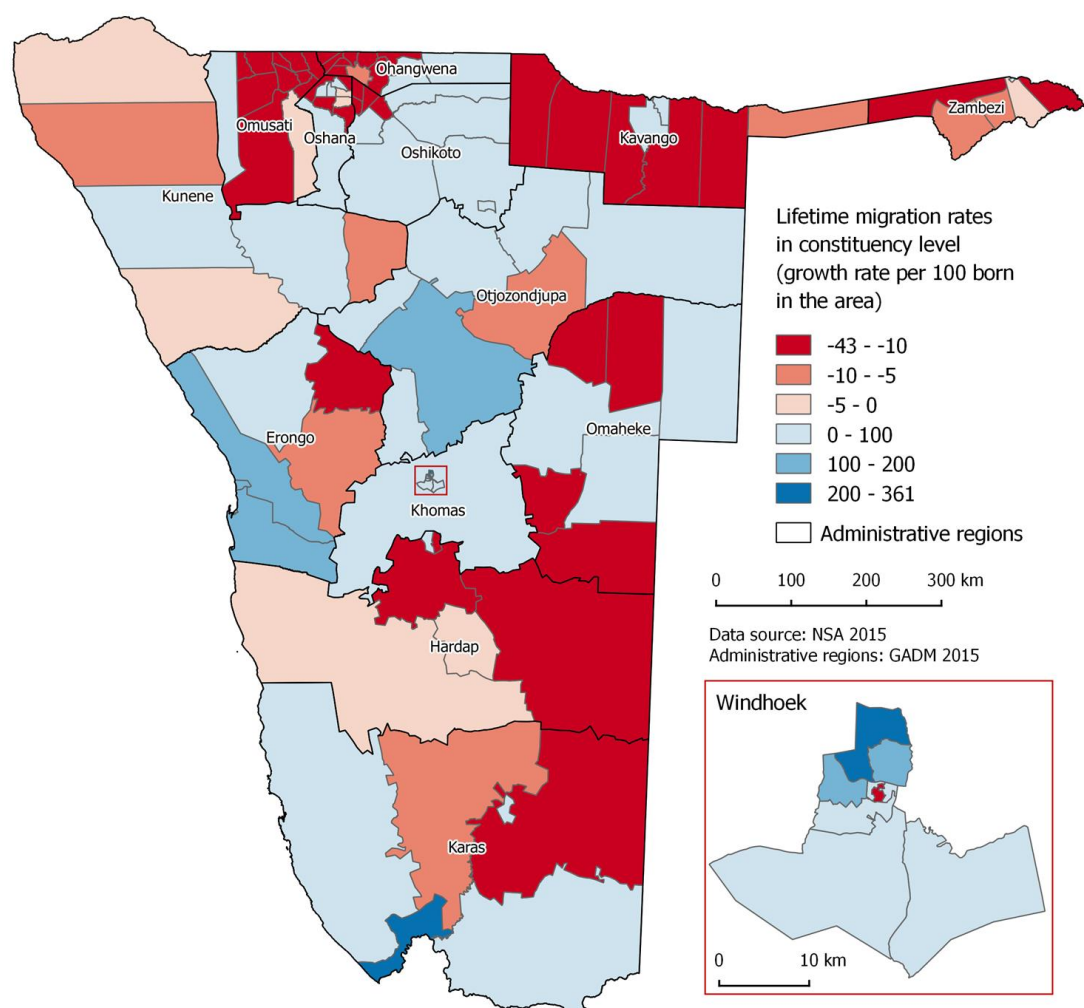 Ohangwena
Omusati
Oshana
Oshikoto
Kavango
Zambezi
Kunene
Otjozondjupa
Erongo
Omaheke
Khomas
Hardap
Karas
Lifetime migration rates
in constituency level
(growth rate per 100 born
in the area)
-43 - -10
-10 - -5
-5 - 0
0 - 100
100 - 200
200 - 361
Administrative regions
0 100 200 300 km
Data source: NSA 2015
Administrative regions: GADM 2015
Windhoek
0 10 km